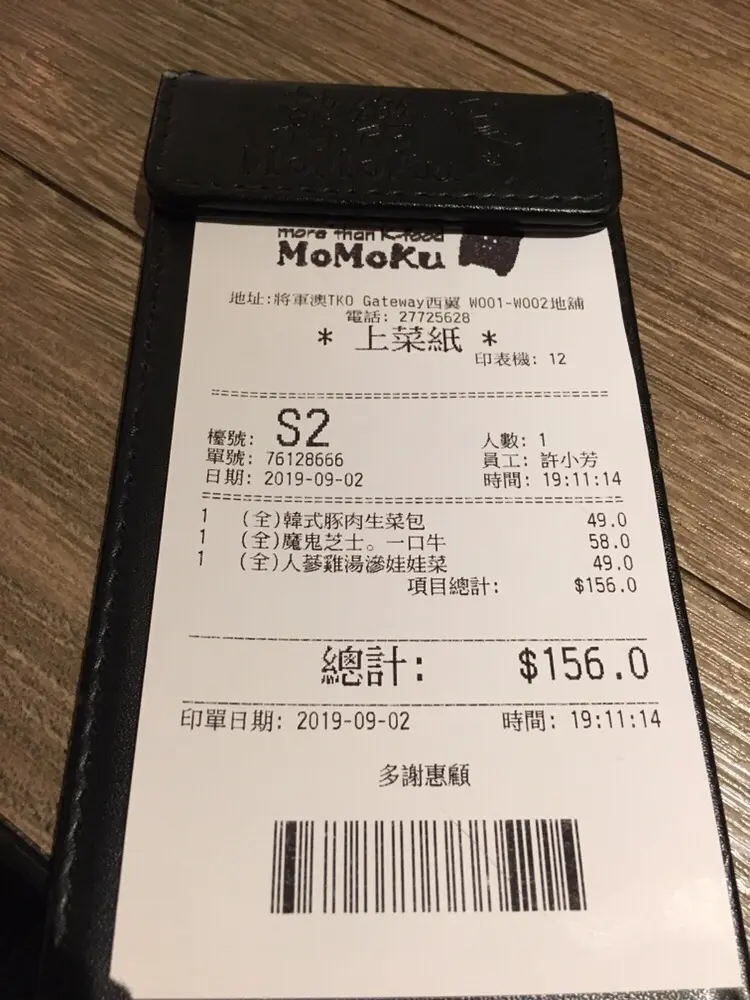 MoMoKu
more than K-food
MoMoKu
地址:將軍澳TKO Gateway西翼 W001-W002地舖
電話: 27725628
* 上菜紙 *
印表機: 12
檯號: S2 人數: 1
單號: 76128666 員工: 許小芳
日期: 2019-09-02 時間: 19:11:14
1 (全)韓式豚肉生菜包 49.0
1 (全)魔鬼芝士。一口牛 58.0
1 (全)人蔘雞湯滲娃娃菜 49.0
項目總計: $156.0
總計: $156.0
印單日期: 2019-09-02 時間: 19:11:14
多謝惠顧